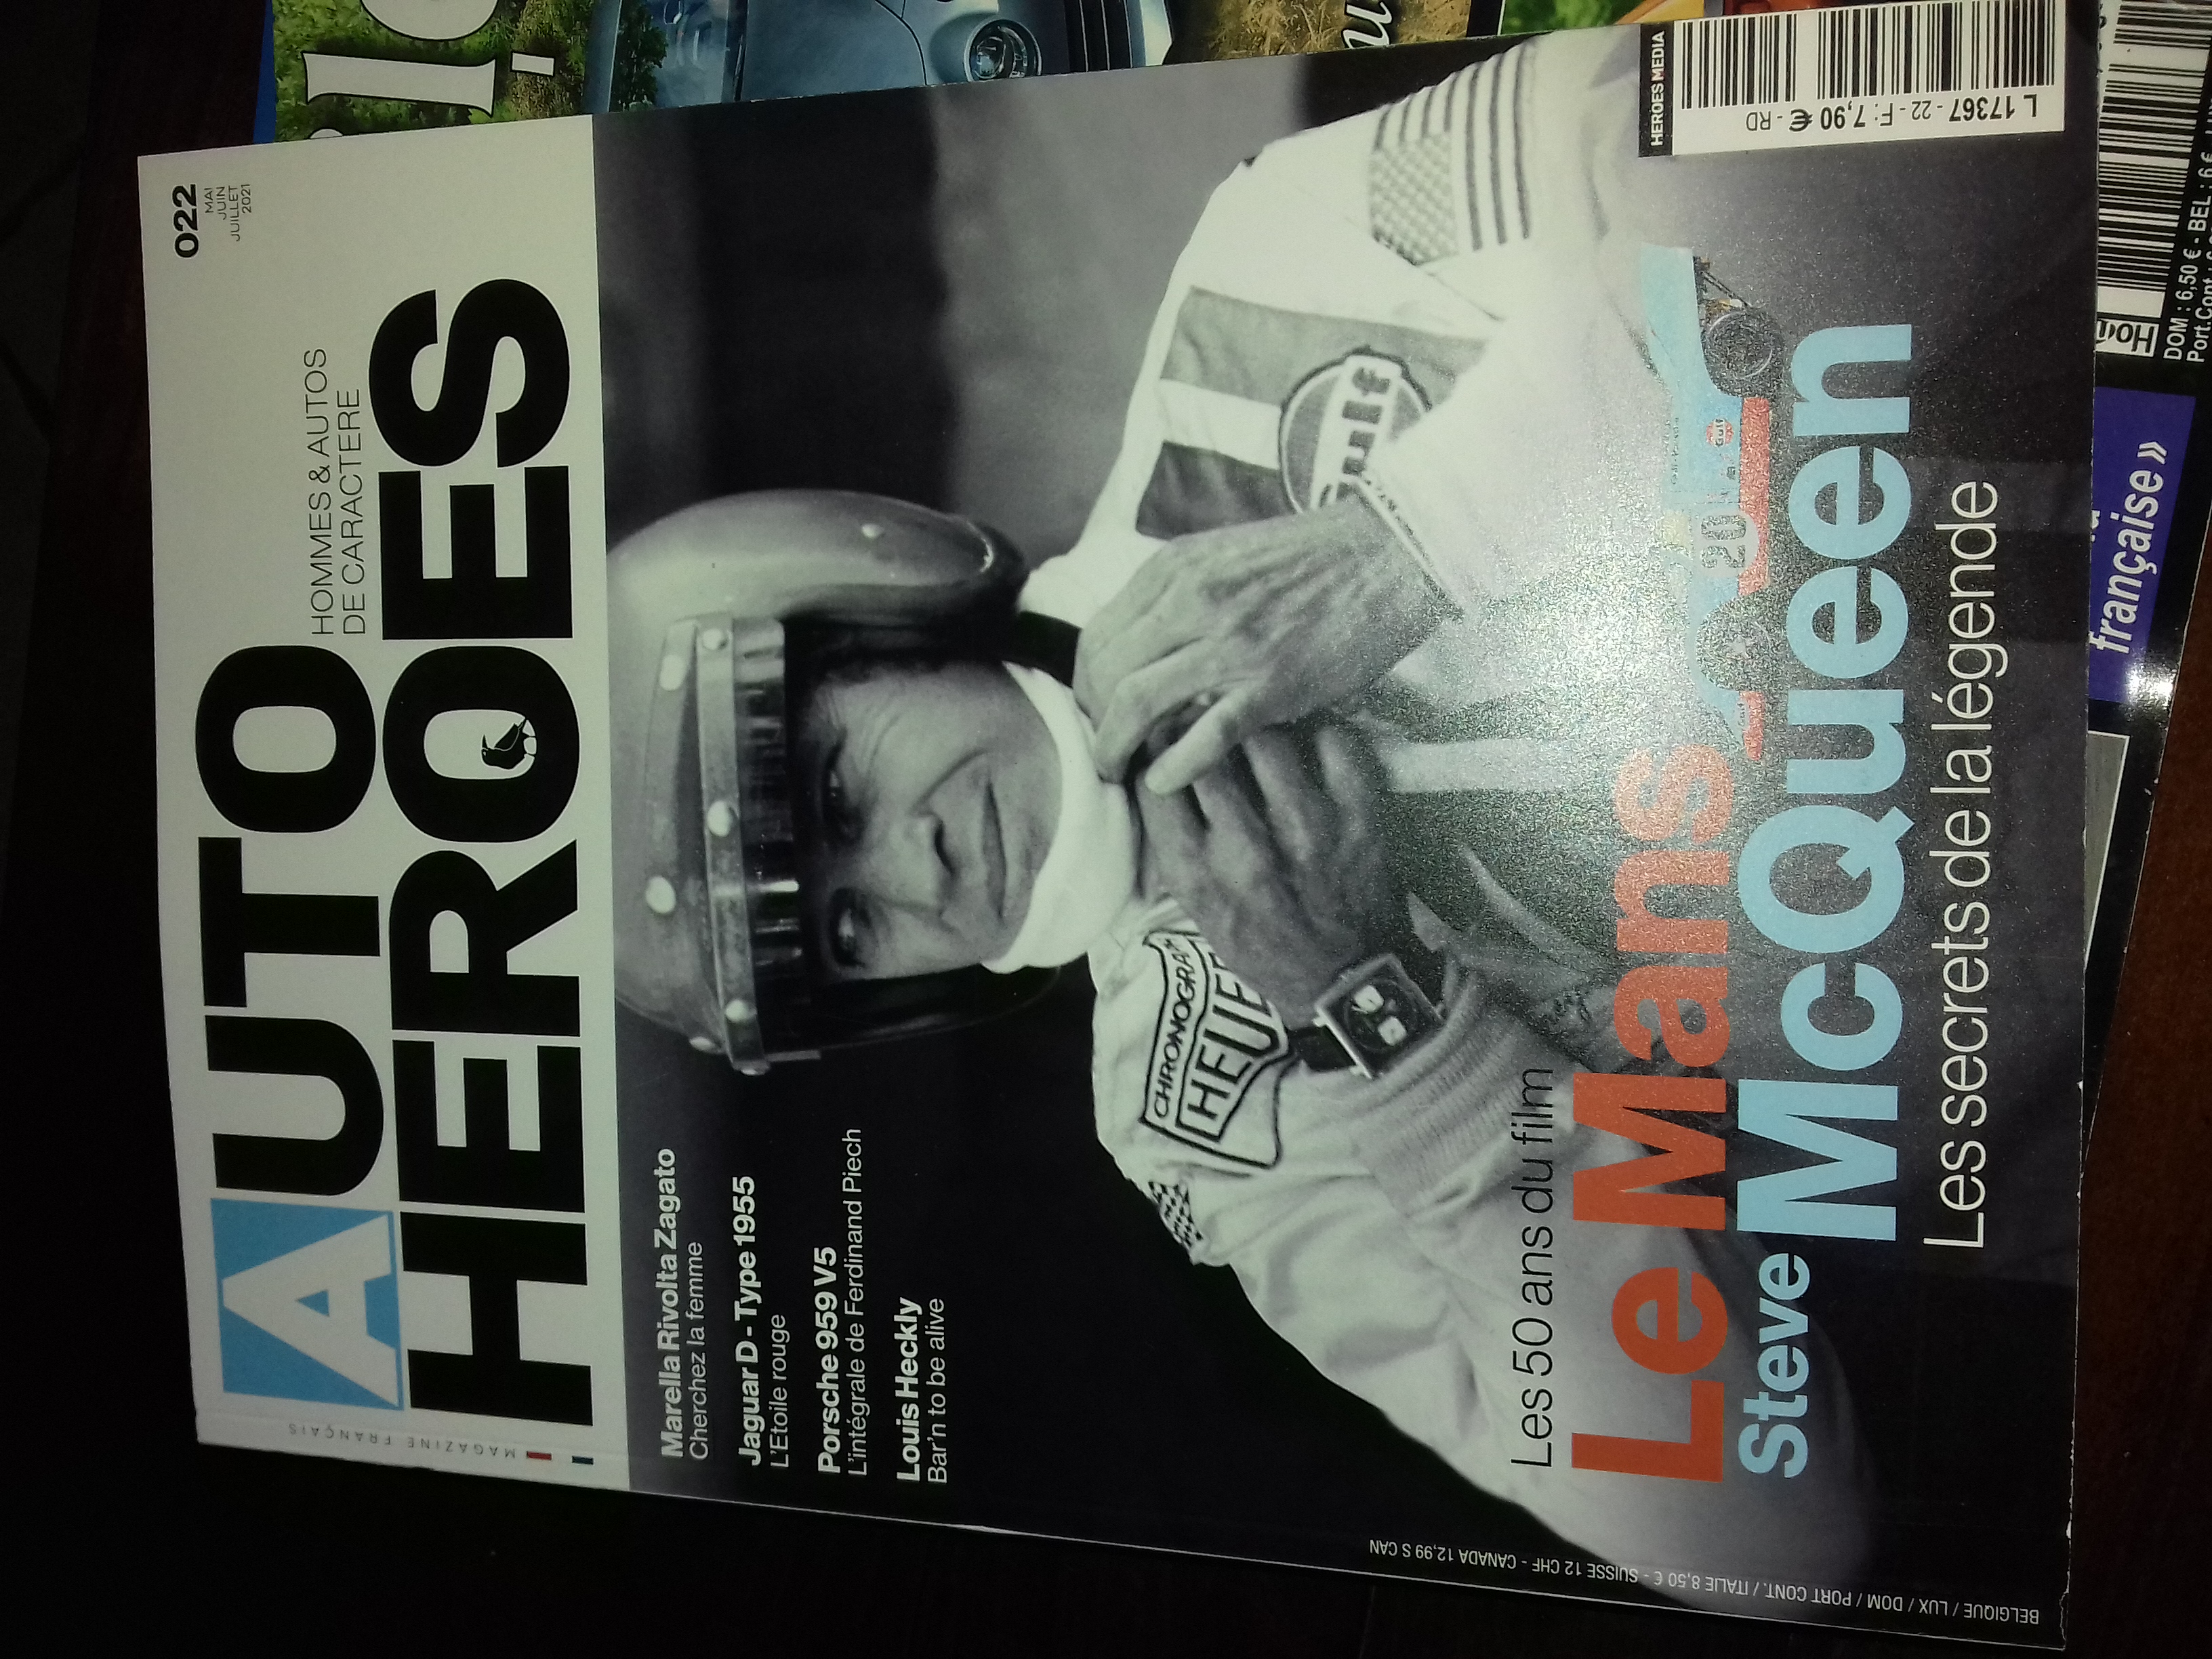 MAGAZINE FRANÇAIS
AUTO
HEROES
HOMMES & AUTOS
DE CARACTERE
022
MAI
JUIN
JUILLET
2021
Marella Rivolta Zagato
Cherchez la femme
Jaguar D - Type 1955
L'Etoile rouge
Porsche 959 V5
L'intégrale de Ferdinand Piech
Louis Heckly
Bar'n to be alive
Gulf
HEUER
Les 50 ans du film
Le Mans
Steve McQueen
Les secrets de la légende
20
Gulf
HEROES MEDIA
L 17367 - 22 - F: 7,90 € - RD
BELGIQUE / LUX / DOM / PORT CONT. / ITALIE 8,50 € - SUISSE 12 CHF - CANADA 12,99 $ CAN
française »
DOM : 6,50 € - BEL : 6 €
Port Cont